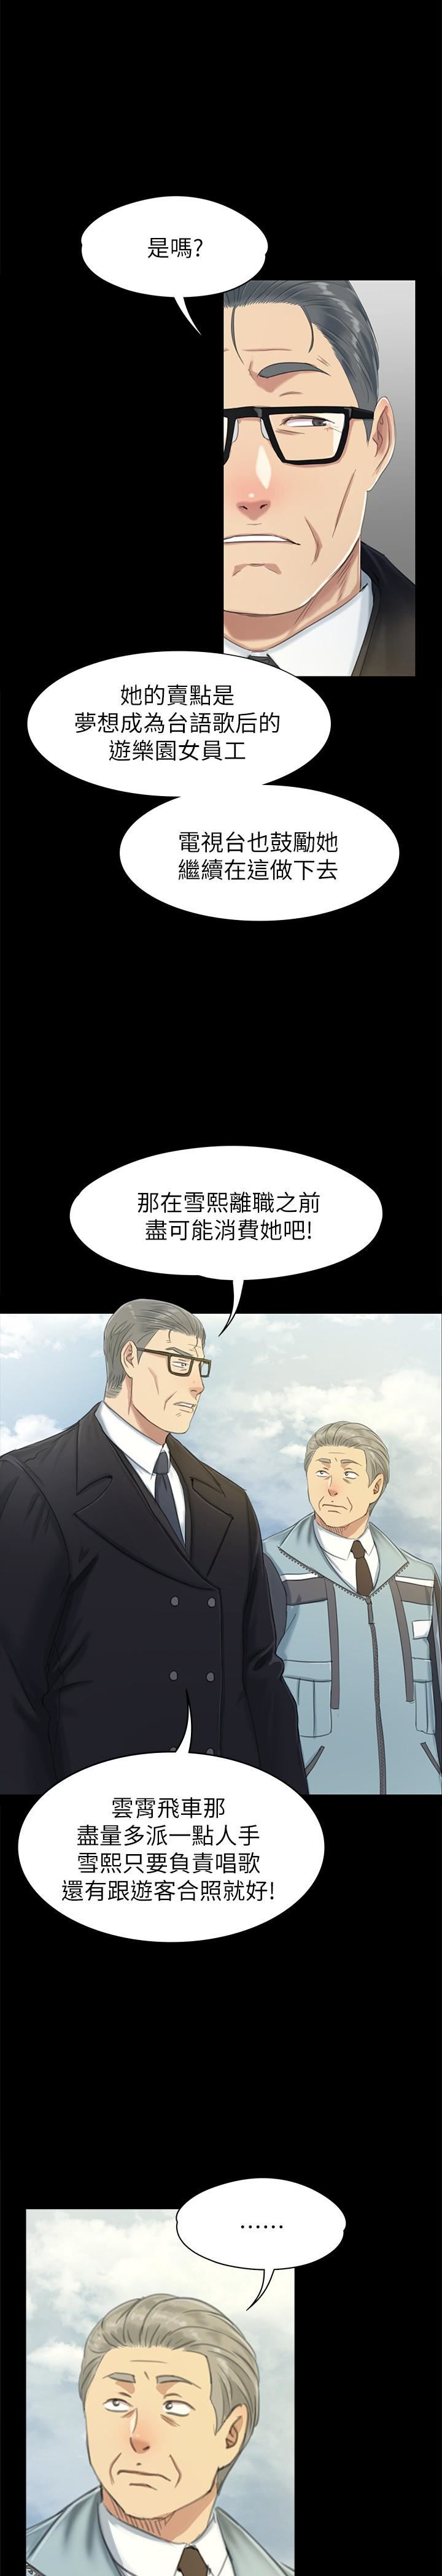 是嗎?
她的賣點是
夢想成為台語歌后的
遊樂園女員工
電視台也鼓勵她
繼續在這做下去
那在雪熙離職之前
盡可能消費她吧!
雲霄飛車那
盡量多派一點人手
雪熙只要負責唱歌
還有跟遊客合照就好!
……